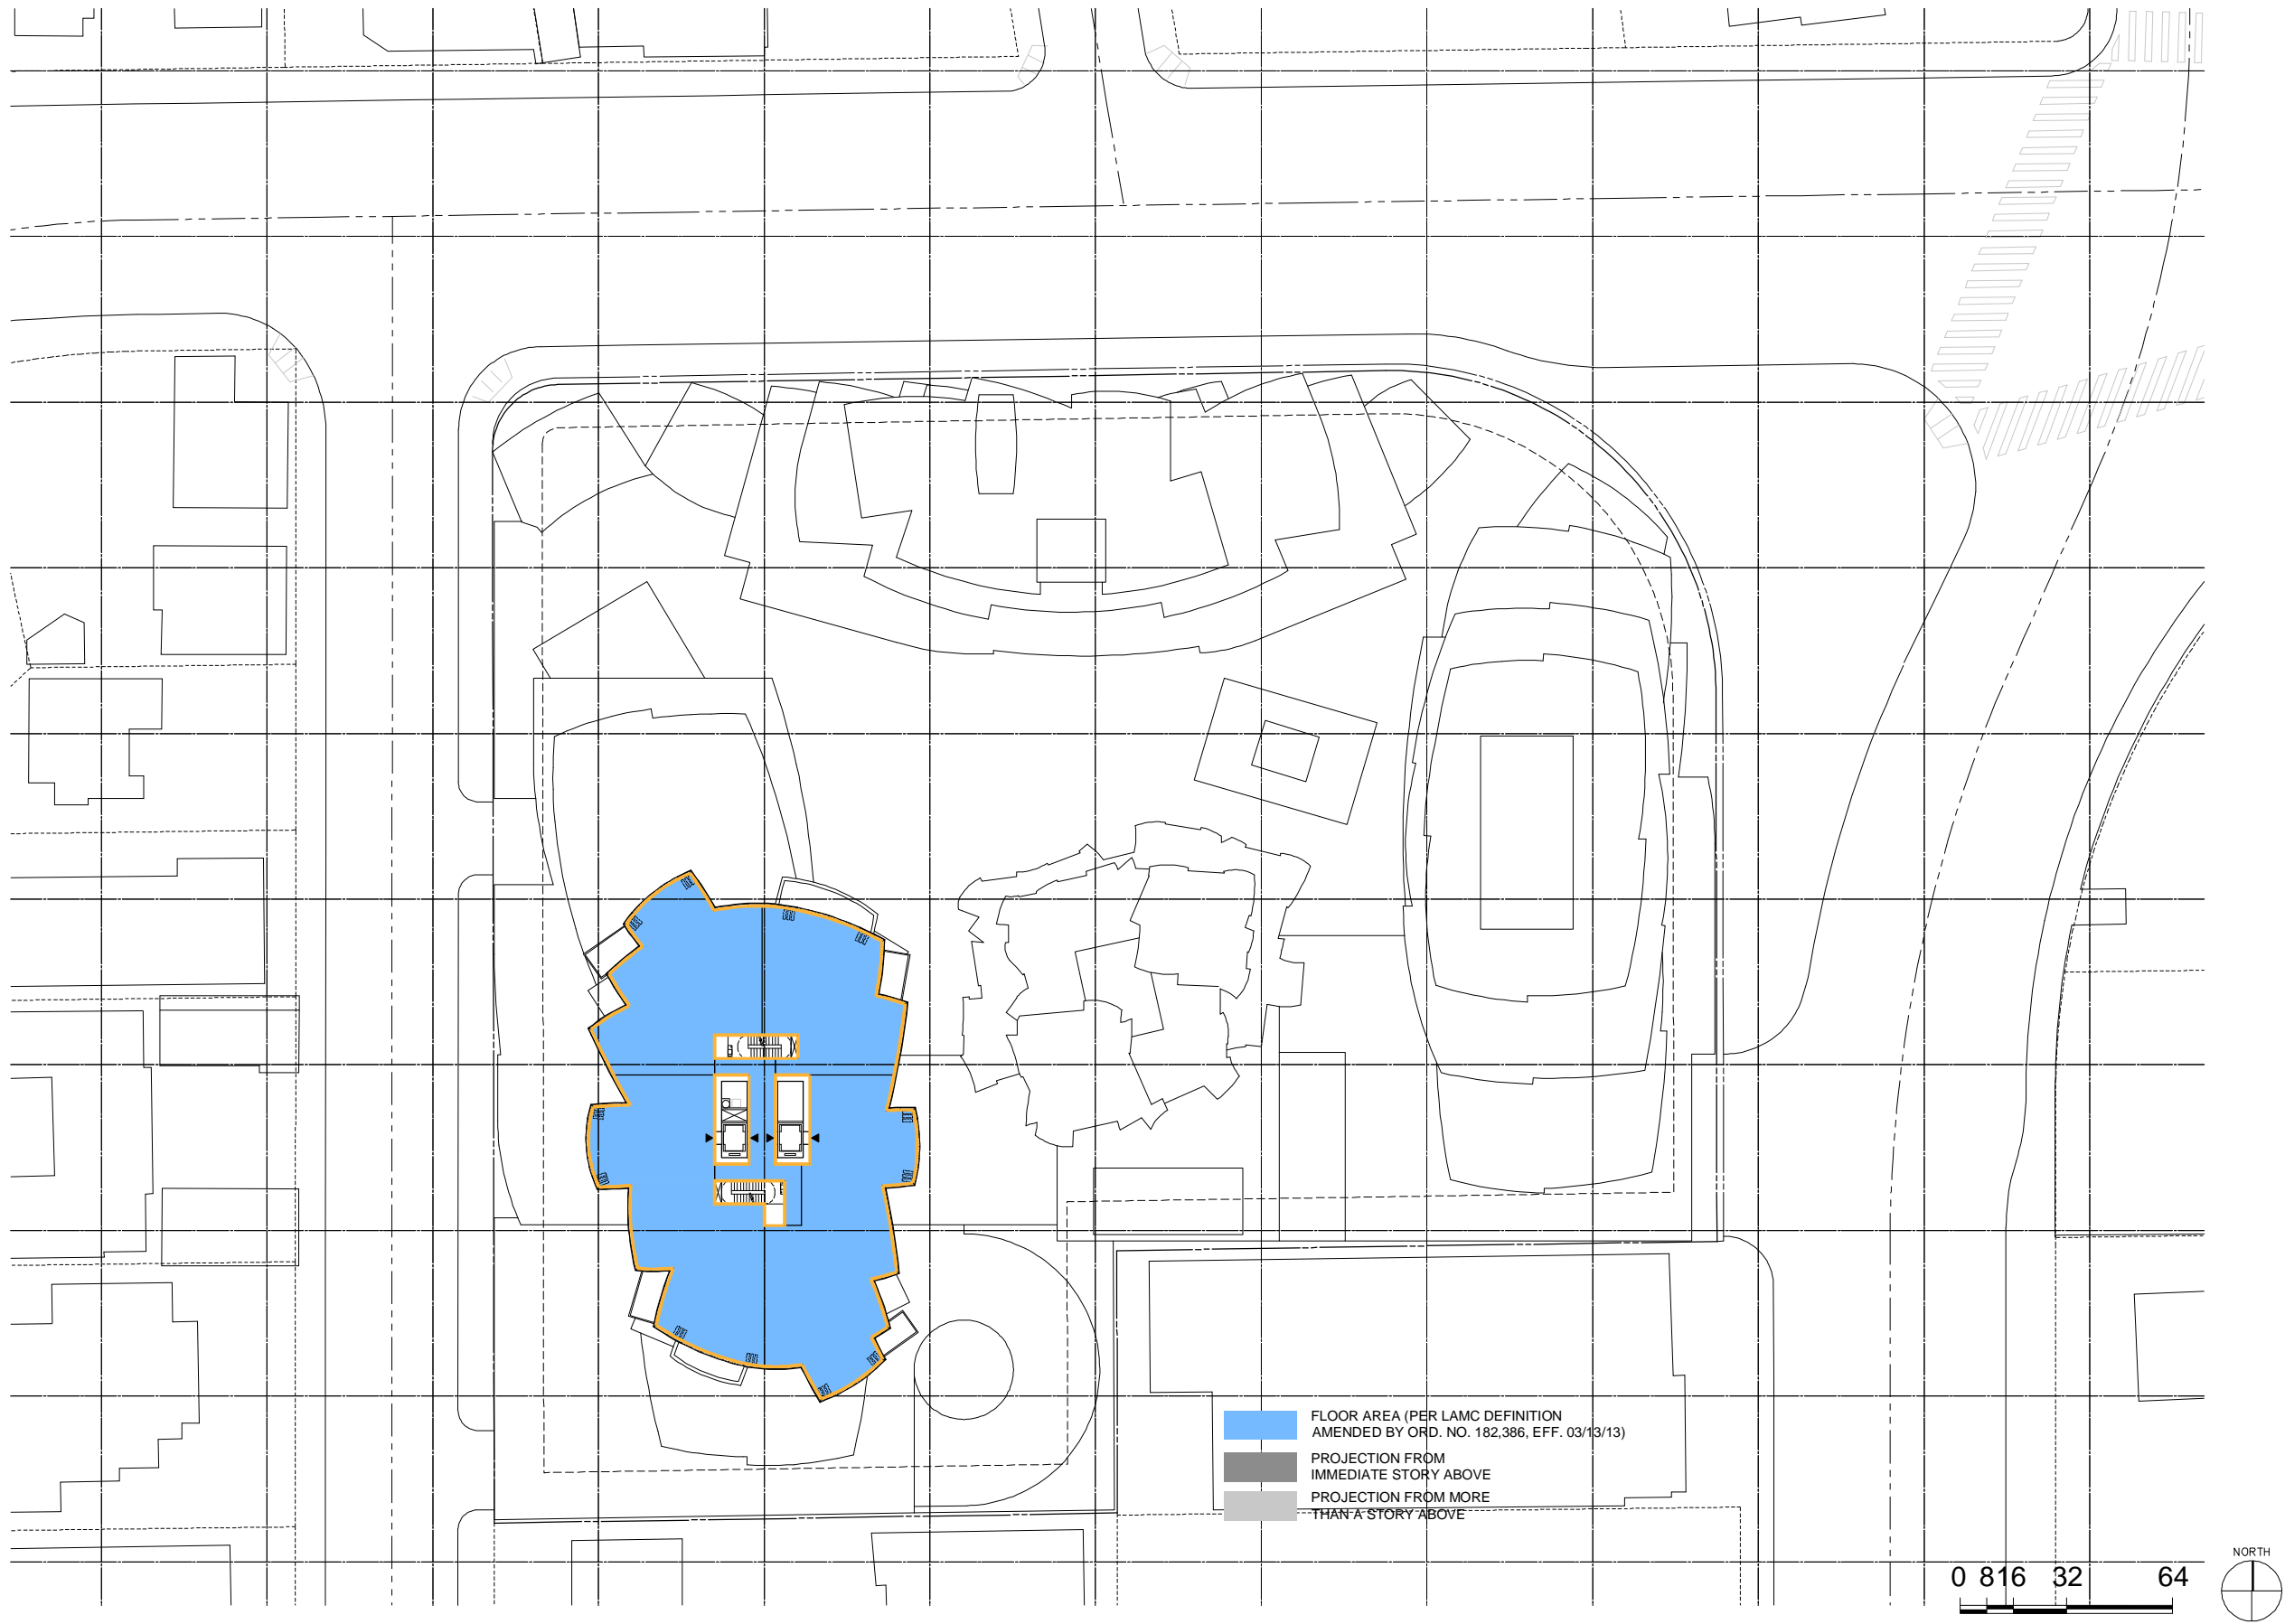 FLOOR AREA (PER LAMC DEFINITION
AMENDED BY ORD. NO. 182,386, EFF. 03/13/13)
PROJECTION FROM
IMMEDIATE STORY ABOVE
PROJECTION FROM MORE
THAN A STORY ABOVE
NORTH
0 8 16 32 64